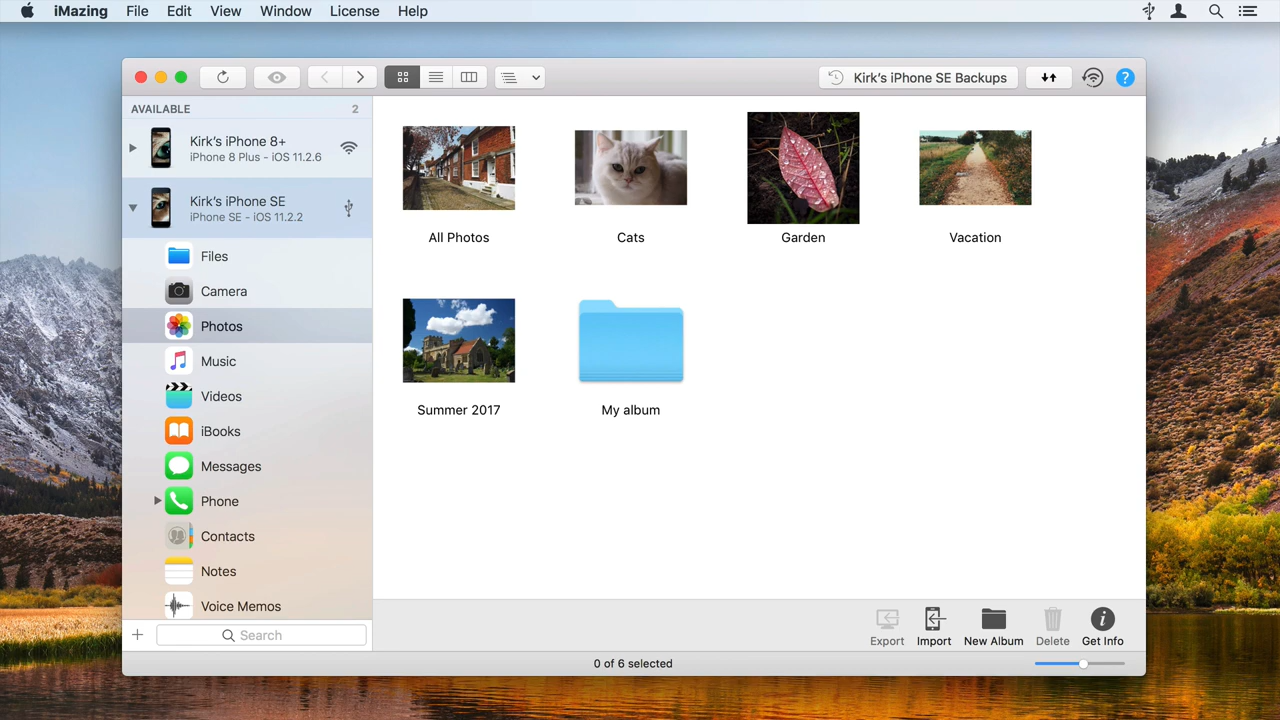 iMazing File Edit View Window License Help
Kirk's iPhone SE Backups
?
AVAILABLE 2
Kirk's iPhone 8+
iPhone 8 Plus - iOS 11.2.6
Kirk's iPhone SE
iPhone SE - iOS 11.2.2
Files
Camera
Photos
Music
Videos
iBooks
Messages
Phone
Contacts
Notes
Voice Memos
Search
All Photos
Cats
Garden
Vacation
Summer 2017
My album
Export
Import
New Album
Delete
Get Info
0 of 6 selected